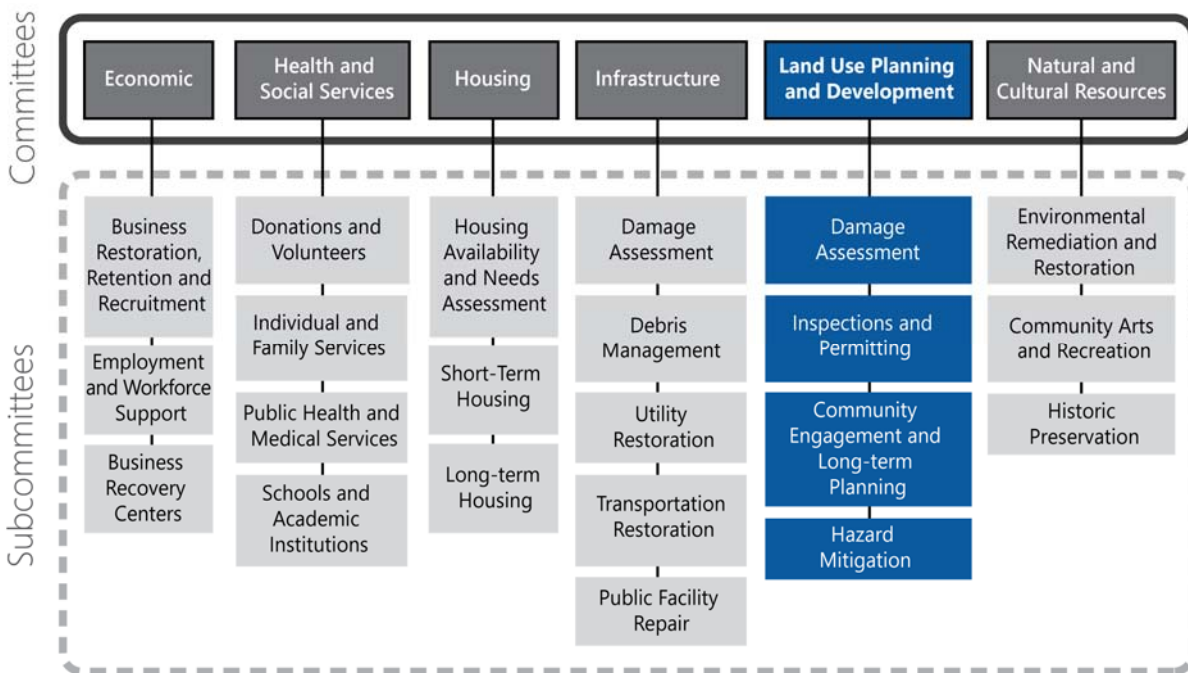 Committees
Economic
Health and
Social Services
Housing
Infrastructure
Land Use Planning
and Development
Natural and
Cultural Resources
Subcommittees
Business
Restoration,
Retention and
Recruitment
Employment
and Workforce
Support
Business
Recovery
Centers
Donations and
Volunteers
Individual and
Family Services
Public Health and
Medical Services
Schools and
Academic
Institutions
Housing
Availability
and Needs
Assessment
Short-Term
Housing
Long-term
Housing
Damage
Assessment
Debris
Management
Utility
Restoration
Transportation
Restoration
Public Facility
Repair
Damage
Assessment
Inspections and
Permitting
Community
Engagement and
Long-term
Planning
Hazard
Mitigation
Environmental
Remediation and
Restoration
Community Arts
and Recreation
Historic
Preservation